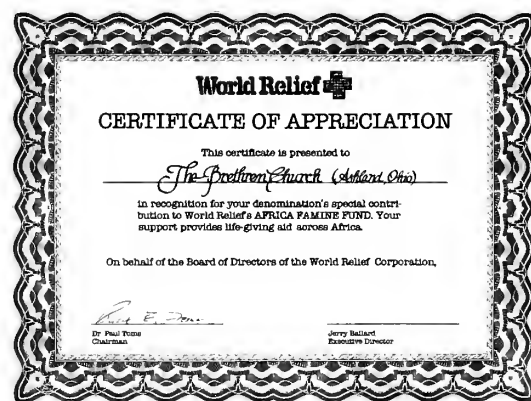 World Relief
CERTIFICATE OF APPRECIATION
This certificate is presented to
The Brethren Church (Ashland, Ohio)
in recognition for your denomination's special contri-
bution to World Relief's AFRICA FAMINE FUND. Your
support provides life-giving aid across Africa.
On behalf of the Board of Directors of the World Relief Corporation,
Paul E. Toms
Dr Paul Toms
Chairman
Jerry Ballard
Executive Director